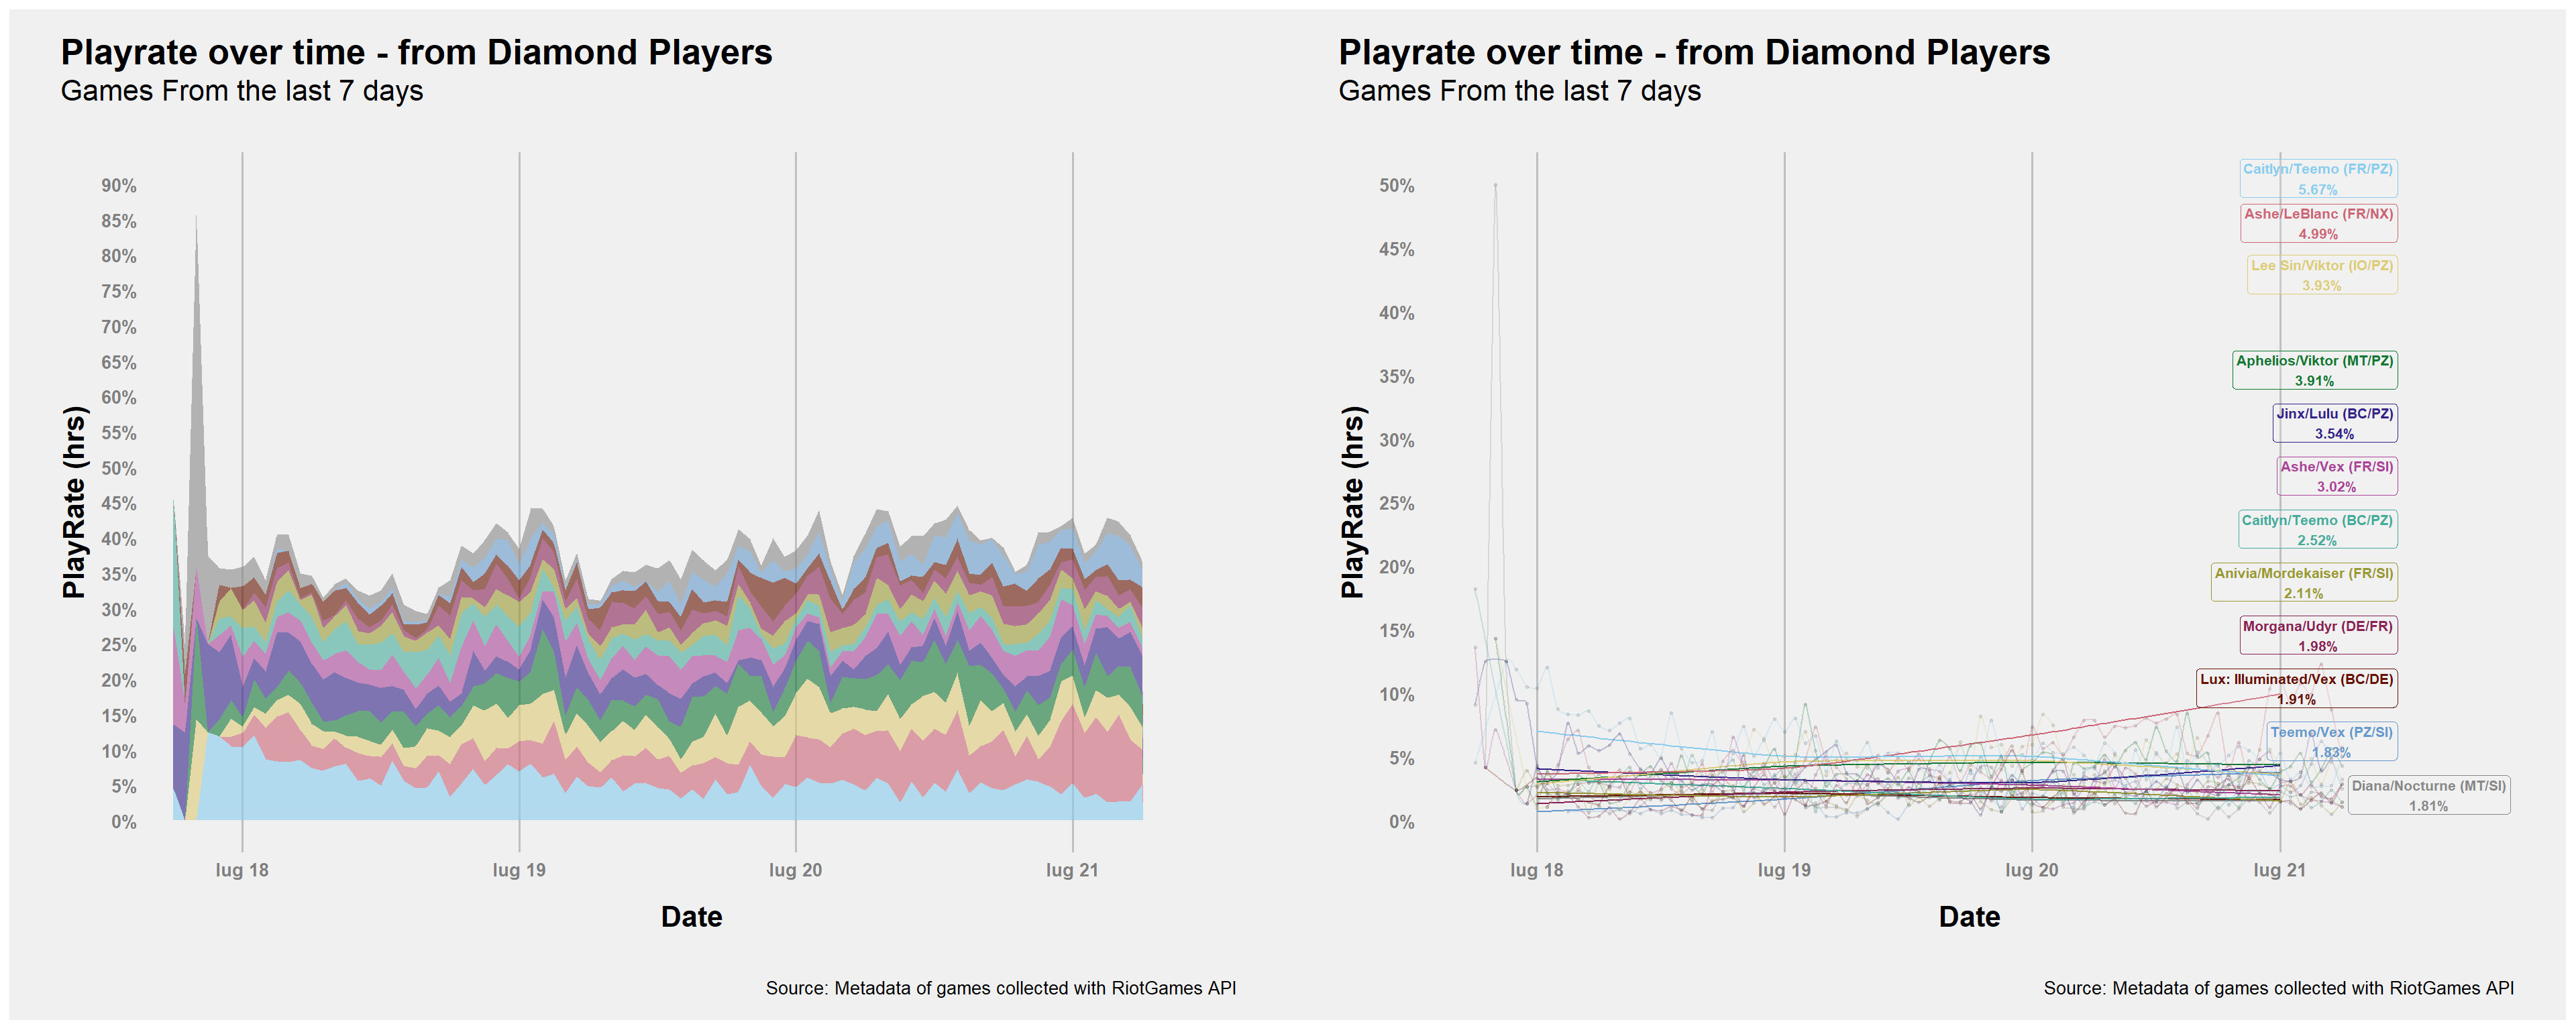 Playrate over time - from Diamond Players
Games From the last 7 days
PlayRate (hrs)
90%
85%
80%
75%
70%
65%
60%
55%
50%
45%
40%
35%
30%
25%
20%
15%
10%
5%
0%
lug 18
lug 19
lug 20
lug 21
Date
Source: Metadata of games collected with RiotGames API
Playrate over time - from Diamond Players
Games From the last 7 days
PlayRate (hrs)
50%
45%
40%
35%
30%
25%
20%
15%
10%
5%
0%
Caitlyn/Teemo (FR/PZ)
5.67%
Ashe/LeBlanc (FR/NX)
4.99%
Lee Sin/Viktor (IO/PZ)
3.93%
Aphelios/Viktor (MT/PZ)
3.91%
Jinx/Lulu (BC/PZ)
3.54%
Ashe/Vex (FR/SI)
3.02%
Caitlyn/Teemo (BC/PZ)
2.52%
Anivia/Mordekaiser (FR/SI)
2.11%
Morgana/Udyr (DE/FR)
1.98%
Lux: Illuminated/Vex (BC/DE)
1.91%
Teemo/Vex (PZ/SI)
1.83%
Diana/Nocturne (MT/SI)
1.81%
lug 18
lug 19
lug 20
lug 21
Date
Source: Metadata of games collected with RiotGames API